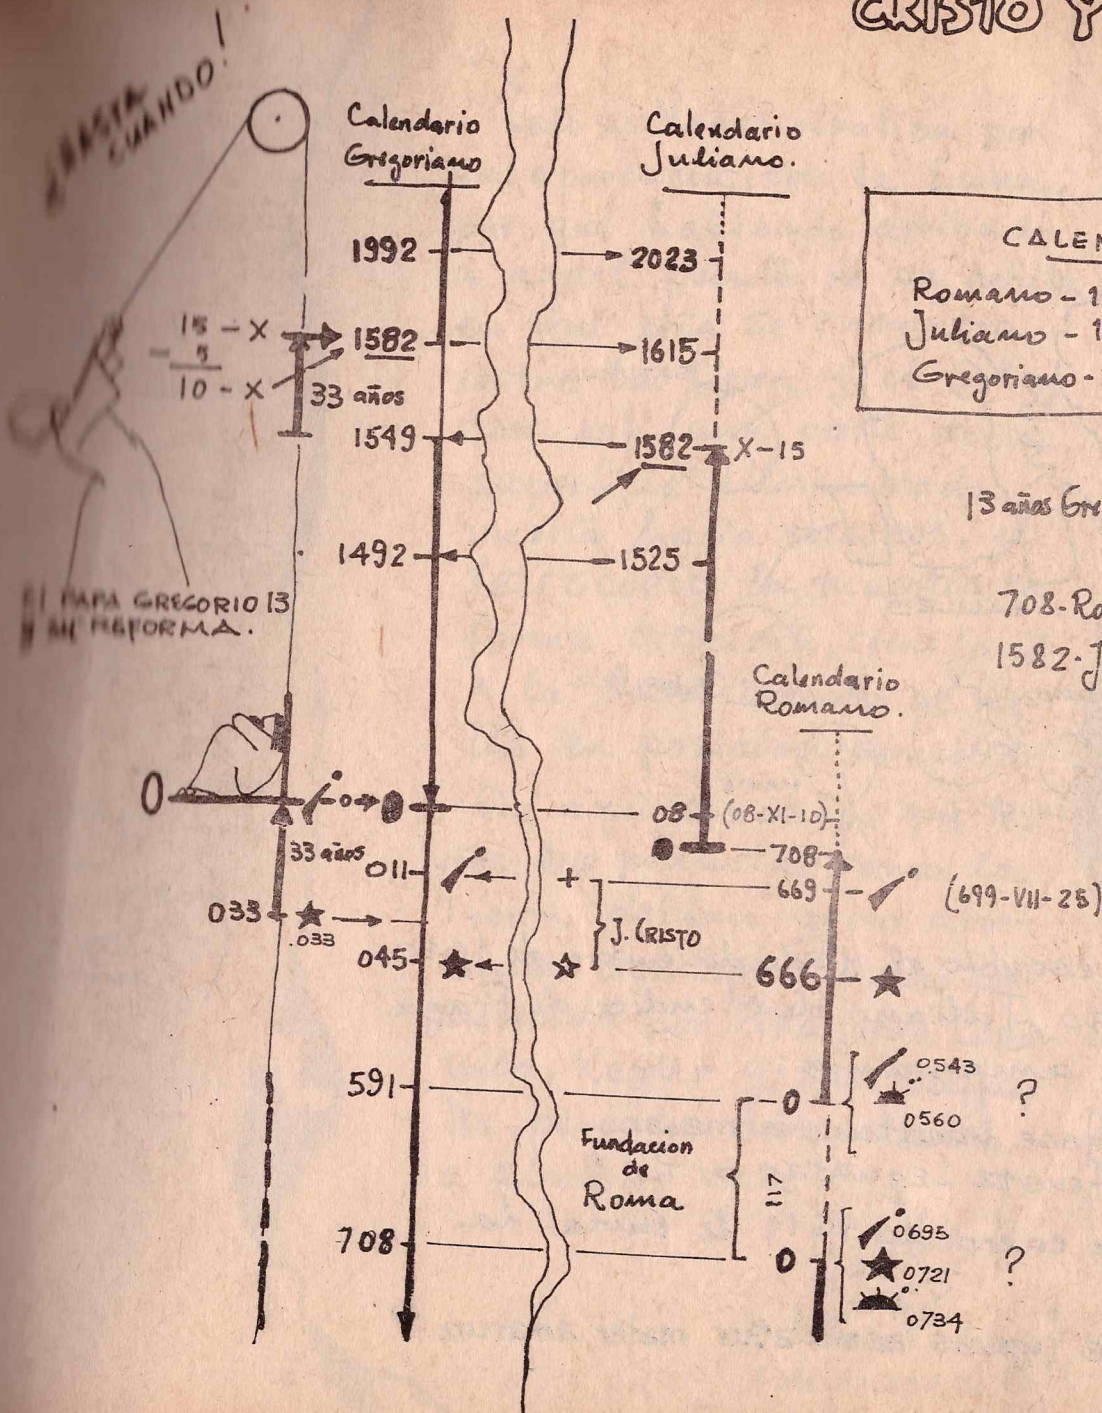 CRISTO Y
¡HASTA
CUANDO!
Calendario
Gregoriano
Calendario
Juliano.
CALEN
Romano - 1
Juliano - 1
Gregoriano -
1992
2023
15 - X
- 5
10 - X
1582
1615
33 años
1549
1582
X-15
13 años Gre
1492
1525
EL PAPA GREGORIO 13
Y SU REFORMA.
708-Ro
1582-J
Calendario
Romano.
0
0
08
(08-XI-10)
708
33 años
011
+
669
(699-VII-25)
033
.033
J. CRISTO
045
666
591
0
0543
0560
?
Fundacion
de
Roma
117
708
0
0695
0721
0734
?